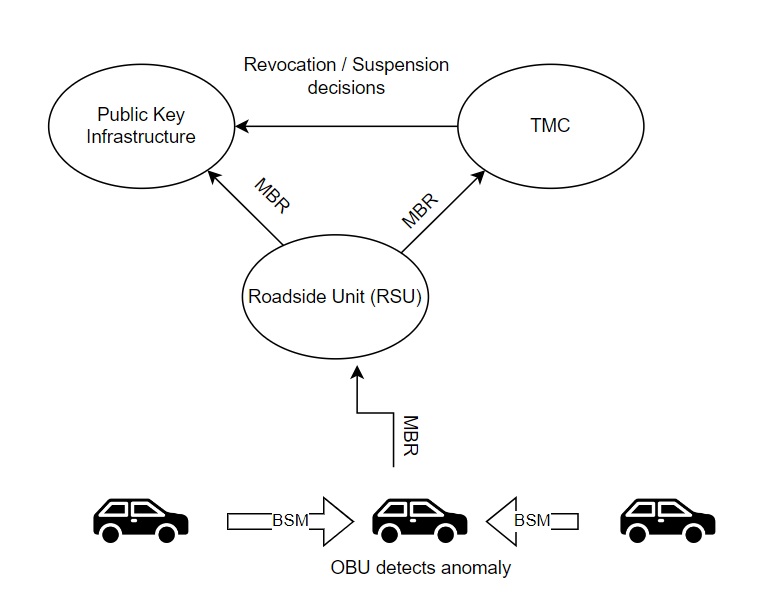 Revocation / Suspension
decisions
Public Key
Infrastructure
TMC
MBR
MBR
Roadside Unit (RSU)
MBR
BSM
BSM
OBU detects anomaly